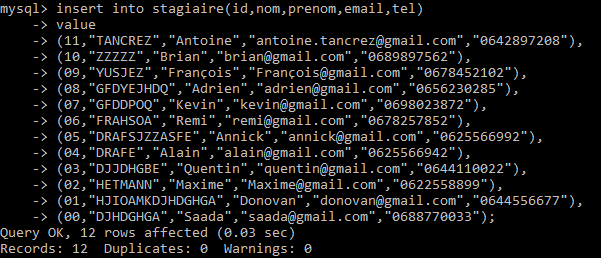 mysql> insert into stagiaire(id,nom,prenom,email,tel)
-> value
-> (11,"TANCREZ","Antoine","antoine.tancrez@gmail.com","0642897208"),
-> (10,"ZZZZZ","Brian","brian@gmail.com","0689897562"),
-> (09,"YUSJEZ","François","François@gmail.com","0678452102"),
-> (08,"GFDYEJHDQ","Adrien","adrien@gmail.com","0656230285"),
-> (07,"GFDDPOQ","Kevin","kevin@gmail.com","0698023872"),
-> (06,"FRAHSOA","Remi","remi@gmail.com","0678257852"),
-> (05,"DRAFSJZZASFE","Annick","annick@gmail.com","0625566992"),
-> (04,"DRAFE","Alain","alain@gmail.com","0625566942"),
-> (03,"DJJDHGBE","Quentin","quentin@gmail.com","0644110022"),
-> (02,"HETMANN","Maxime","Maxime@gmail.com","0622558899"),
-> (01,"HJIOAMKDJHDGHGA","Donovan","donovan@gmail.com","0644556677"),
-> (00,"DJHDGHGA","Saada","saada@gmail.com","0688770033");
Query OK, 12 rows affected (0.03 sec)
Records: 12  Duplicates: 0  Warnings: 0